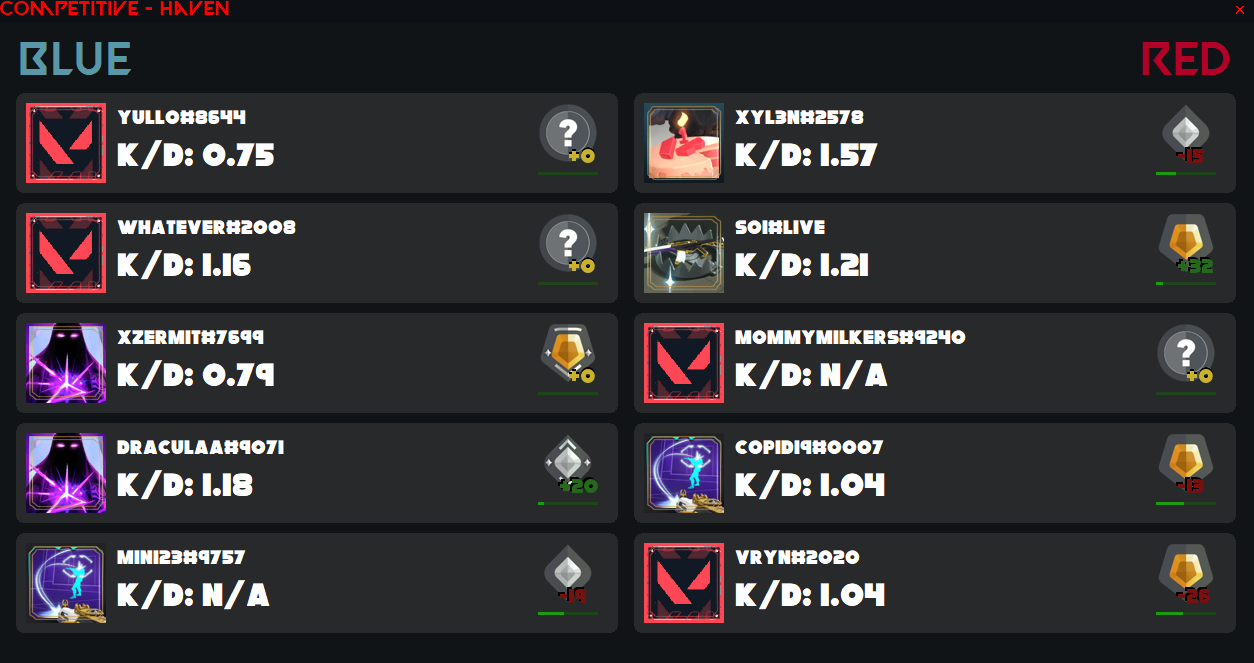 COMPETITIVE - HAVEN
×
BLUE
RED
YULLO#8644
K/D: 0.75
?
+0
WHATEVER#2008
K/D: 1.16
?
+0
XZERMIT#7699
K/D: 0.79
+0
DRACULAA#9071
K/D: 1.18
+20
MINI23#9757
K/D: N/A
-19
XYL3N#2578
K/D: 1.57
-15
SOI#LIVE
K/D: 1.21
+32
MOMMYMILKERS#9240
K/D: N/A
?
+0
COPIDI9#0007
K/D: 1.04
-13
VRYN#2020
K/D: 1.04
-26